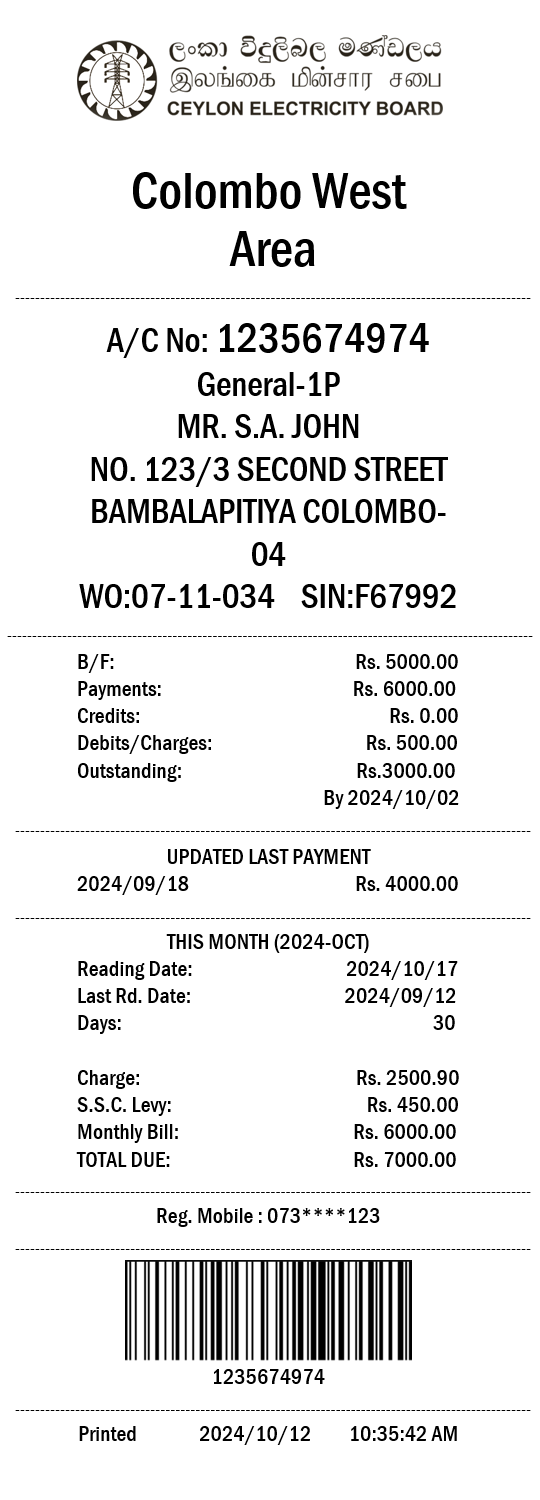 ලංකා විදුලිබල මණ්ඩලය
இலங்கை மின்சார சபை
CEYLON ELECTRICITY BOARD
Colombo West
Area
A/C No: 1235674974
General-1P
MR. S.A. JOHN
NO. 123/3 SECOND STREET
BAMBALAPITIYA COLOMBO-
04
WO:07-11-034 SIN:F67992
B/F: Rs. 5000.00
Payments: Rs. 6000.00
Credits: Rs. 0.00
Debits/Charges: Rs. 500.00
Outstanding: Rs.3000.00
By 2024/10/02
UPDATED LAST PAYMENT
2024/09/18 Rs. 4000.00
THIS MONTH (2024-OCT)
Reading Date: 2024/10/17
Last Rd. Date: 2024/09/12
Days: 30
Charge: Rs. 2500.90
S.S.C. Levy: Rs. 450.00
Monthly Bill: Rs. 6000.00
TOTAL DUE: Rs. 7000.00
Reg. Mobile : 073****123
1235674974
Printed 2024/10/12 10:35:42 AM